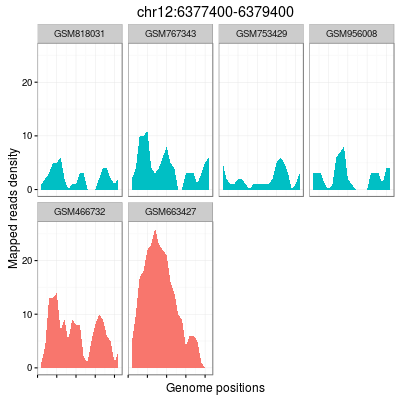 chr12:6377400-6379400
GSM818031 GSM767343 GSM753429 GSM956008
20
10
0
Mapped reads density
GSM466732 GSM663427
20
10
0
Genome positions